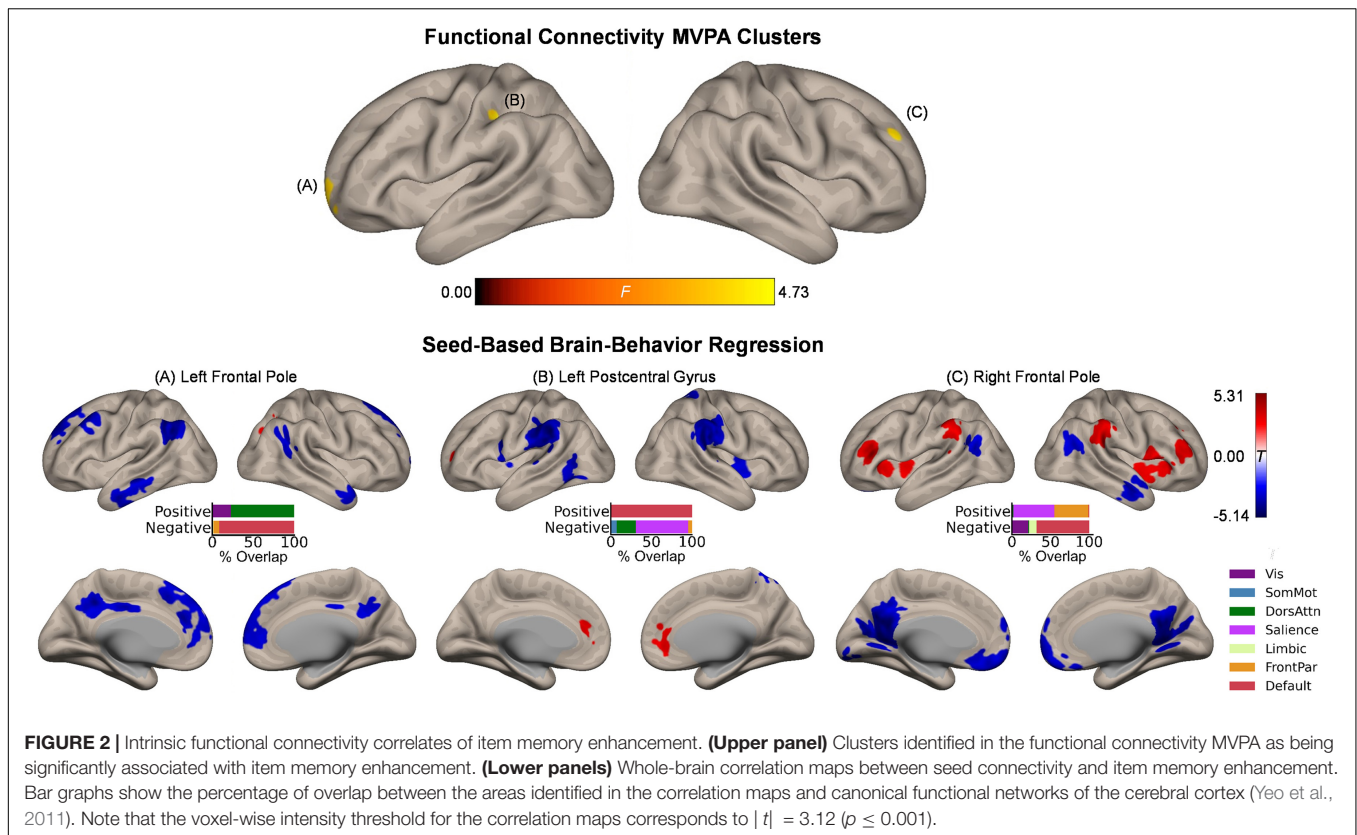 Functional Connectivity MVPA Clusters
(B)
(C)
(A)
0.00 F 4.73
Seed-Based Brain-Behavior Regression
(A) Left Frontal Pole
(B) Left Postcentral Gyrus
(C) Right Frontal Pole
5.31
0.00 T
-5.14
Positive
Negative
0 50 100
% Overlap
Positive
Negative
0 50 100
% Overlap
Positive
Negative
0 50 100
% Overlap
Vis
SomMot
DorsAttn
Salience
Limbic
FrontPar
Default
FIGURE 2 | Intrinsic functional connectivity correlates of item memory enhancement. (Upper panel) Clusters identified in the functional connectivity MVPA as being
significantly associated with item memory enhancement. (Lower panels) Whole-brain correlation maps between seed connectivity and item memory enhancement.
Bar graphs show the percentage of overlap between the areas identified in the correlation maps and canonical functional networks of the cerebral cortex (Yeo et al.,
2011). Note that the voxel-wise intensity threshold for the correlation maps corresponds to | t| = 3.12 (p ≤ 0.001).